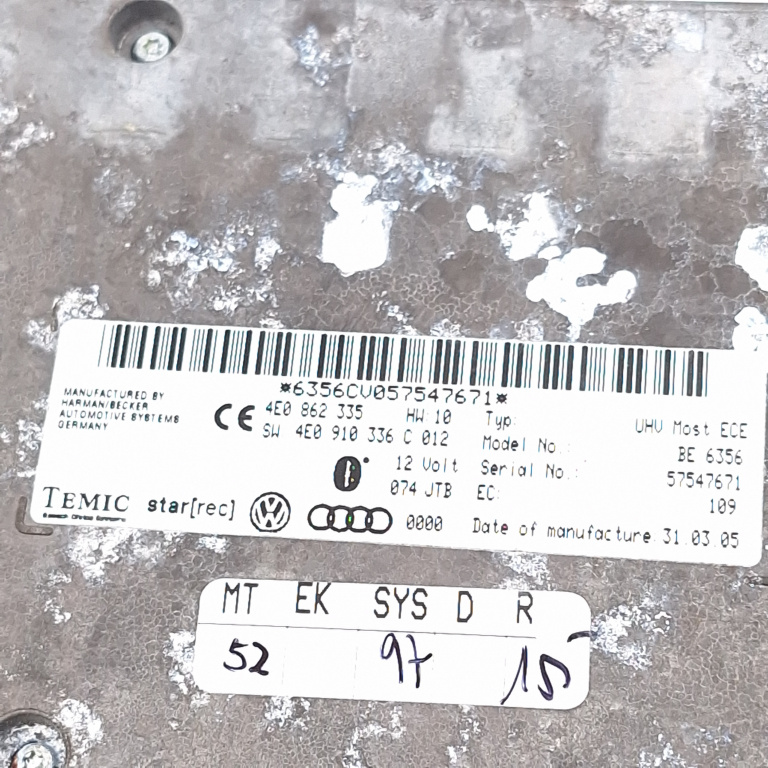 *6356CV057547671*
MANUFACTURED BY
HARMAN/BECKER
AUTOMOTIVE SYSTEMS
GERMANY
CE
4E0 862 335 HW 10
SW 4E0 910 336 C 012
12 Volt
074 JTB
Typ: UHV Most ECE
Model No.: BE 6356
Serial No.: 57547671
EC: 109
TEMIC star[rec] 0000 Date of manufacture 31.03.05
MT EK SYS D R
52 97 15